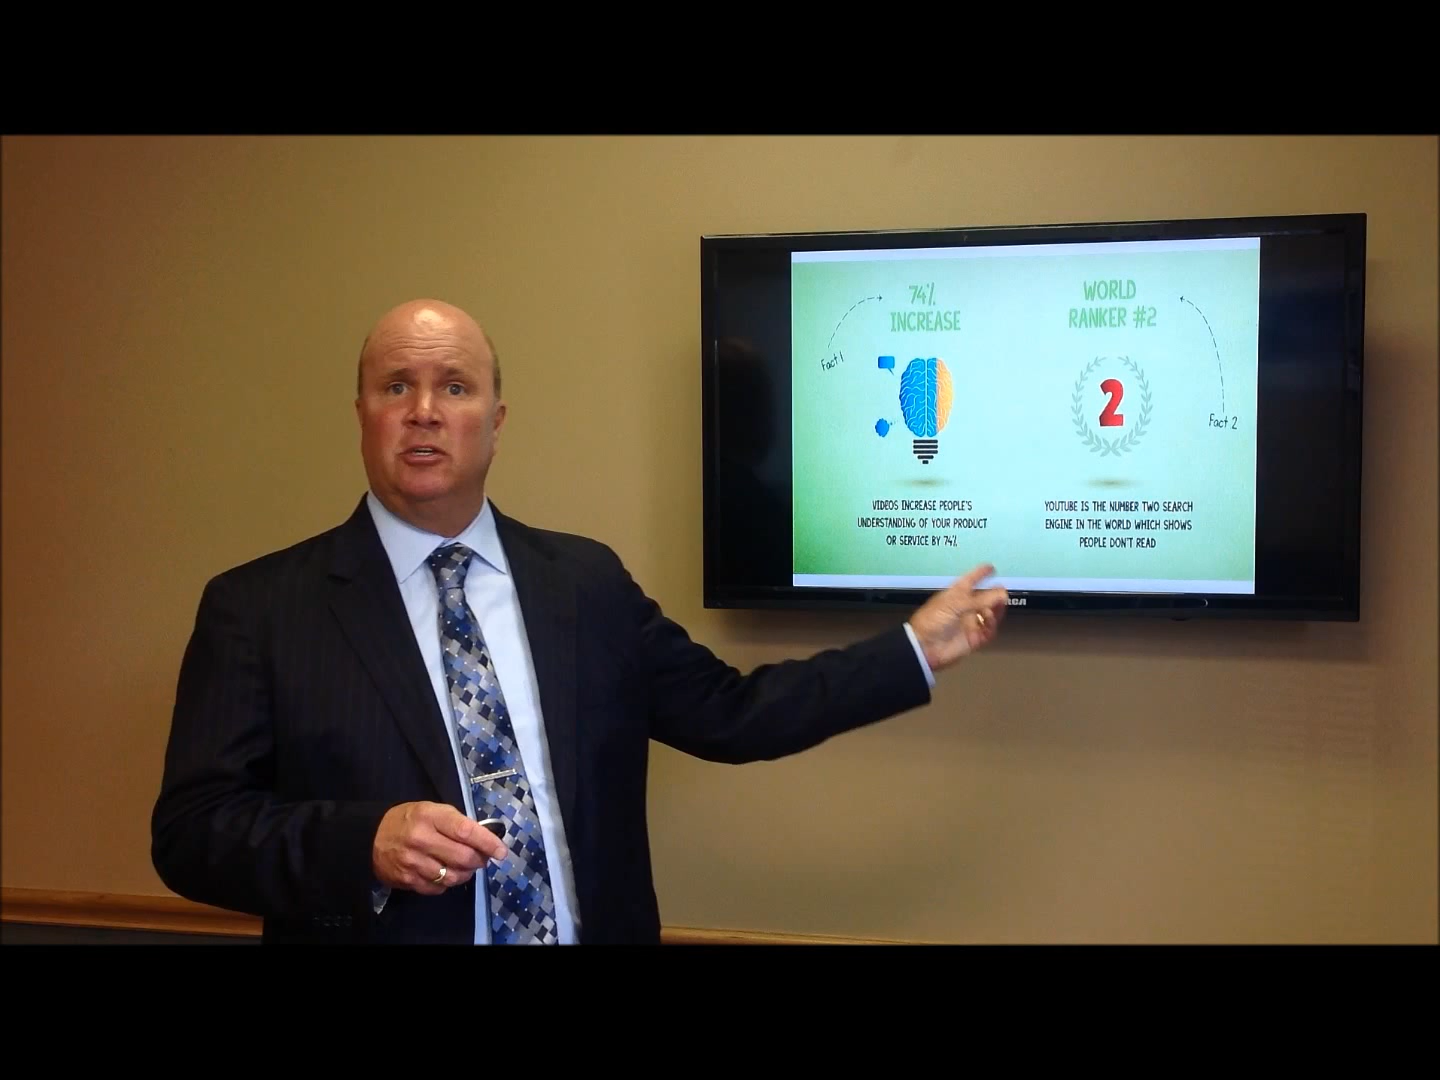 74%
INCREASE
Fact 1
VIDEOS INCREASE PEOPLE'S
UNDERSTANDING OF YOUR PRODUCT
OR SERVICE BY 74%
WORLD
RANKER #2
2
Fact 2
YOUTUBE IS THE NUMBER TWO SEARCH
ENGINE IN THE WORLD WHICH SHOWS
PEOPLE DON'T READ
RCA